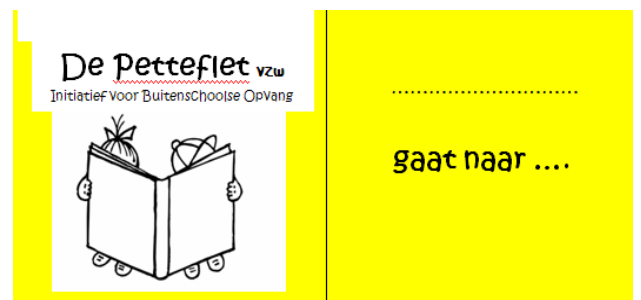 De Petteflet vzw
Initiatief voor Buitenschoolse Opvang
..............................
gaat naar ....